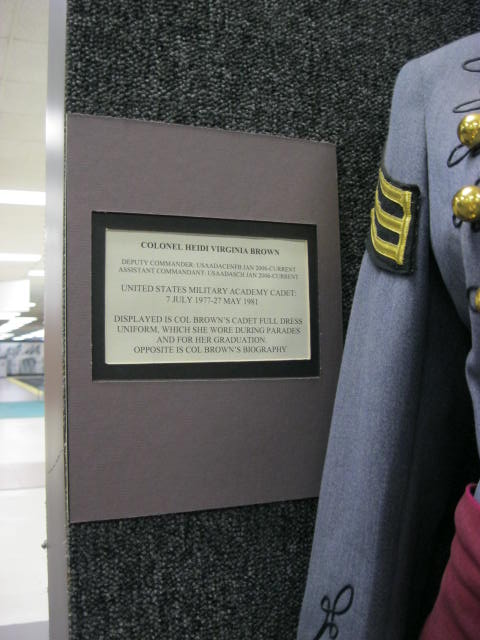 COLONEL HEIDI VIRGINIA BROWN
DEPUTY COMMANDER: USAADACENFB JAN 2006-CURRENT
ASSISTANT COMMANDANT: USAADASCH JAN 2006-CURRENT
UNITED STATES MILITARY ACADEMY CADET:
7 JULY 1977-27 MAY 1981
DISPLAYED IS COL BROWN'S CADET FULL DRESS
UNIFORM, WHICH SHE WORE DURING PARADES
AND FOR HER GRADUATION
OPPOSITE IS COL BROWN'S BIOGRAPHY